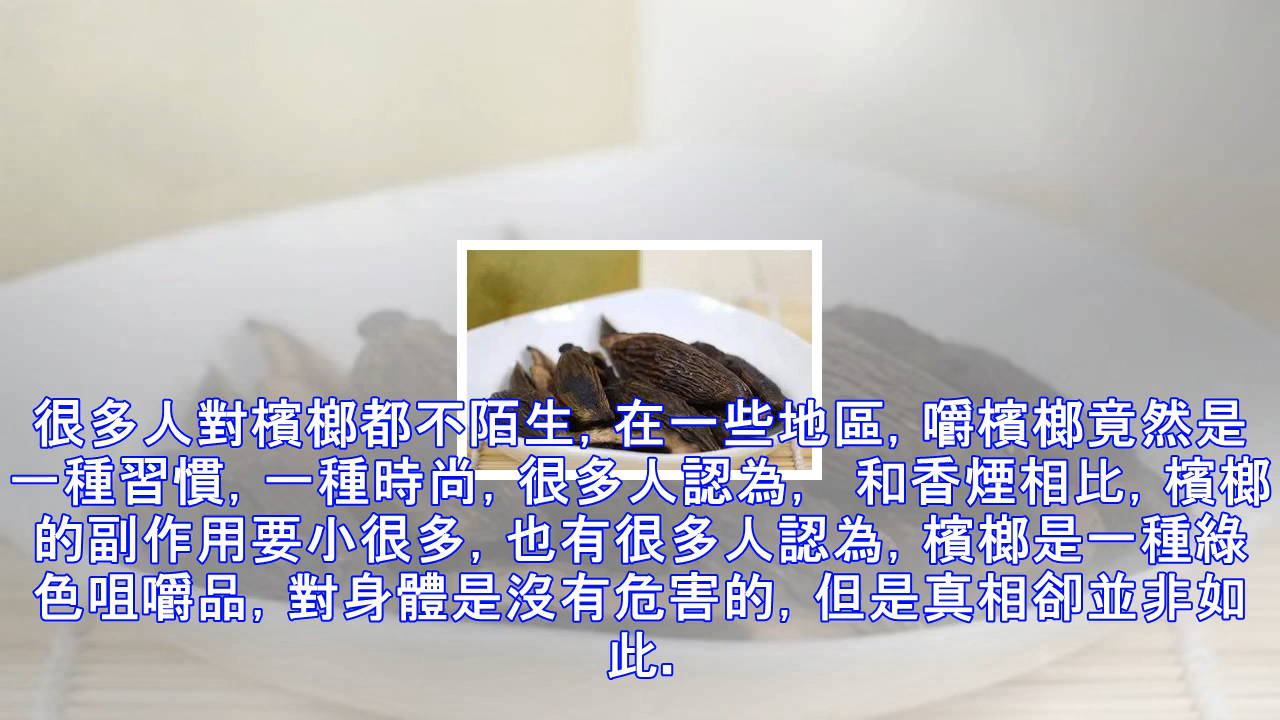 很多人對檳榔都不陌生, 在一些地區, 嚼檳榔竟然是
一種習慣, 一種時尚, 很多人認為,  和香煙相比, 檳榔
的副作用要小很多, 也有很多人認為, 檳榔是一種綠
色咀嚼品, 對身體是沒有危害的, 但是真相卻並非如
此.